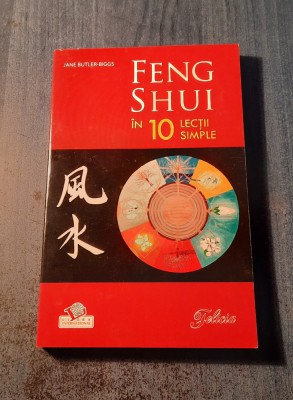 JANE BUTLER-BIGGS
FENG
SHUI
ÎN 10 LECȚII
SIMPLE
風
水
Felicia